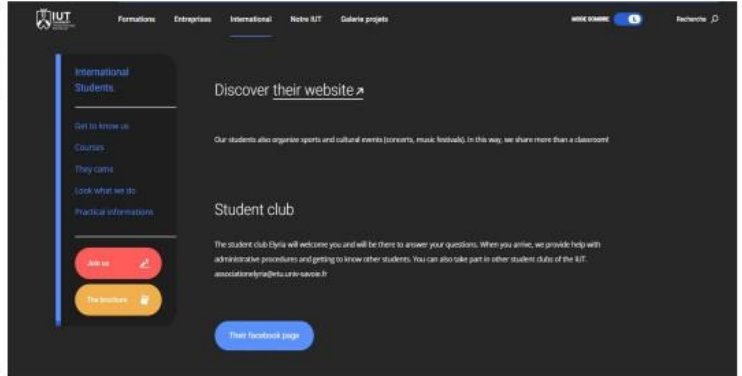 IUT
Formations
Entreprises
International
Notre IUT
Galerie projets
MODE SOMBRE
Recherche
International
Students
Get to know us
Courses
They came
Look what we do
Practical informations
Join us
The brochure
Discover their website
Our students also organize sports and cultural events (concerts, music festivals). In this way, we share more than a classroom!
Student club
The student club Elyria will welcome you and will be there to answer your questions. When you arrive, we provide help with
administrative procedures and getting to know other students. You can also take part in other student clubs of the IUT.
associationelyria@etu.univ-savoie.fr
Their facebook page